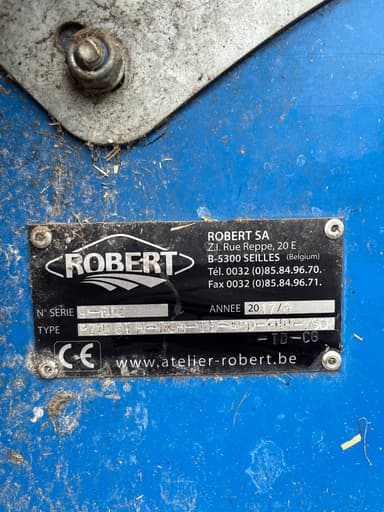 ROBERT
ROBERT SA
Z.I. Rue Reppe, 20 E
B-5300 SEILLES (Belgium)
Tél. 0032 (0)85.84.96.70.
Fax 0032 (0)85.84.96.71.
N° SERIE
ANNEE 20
TYPE
-TD-CG
CE www.atelier-robert.be